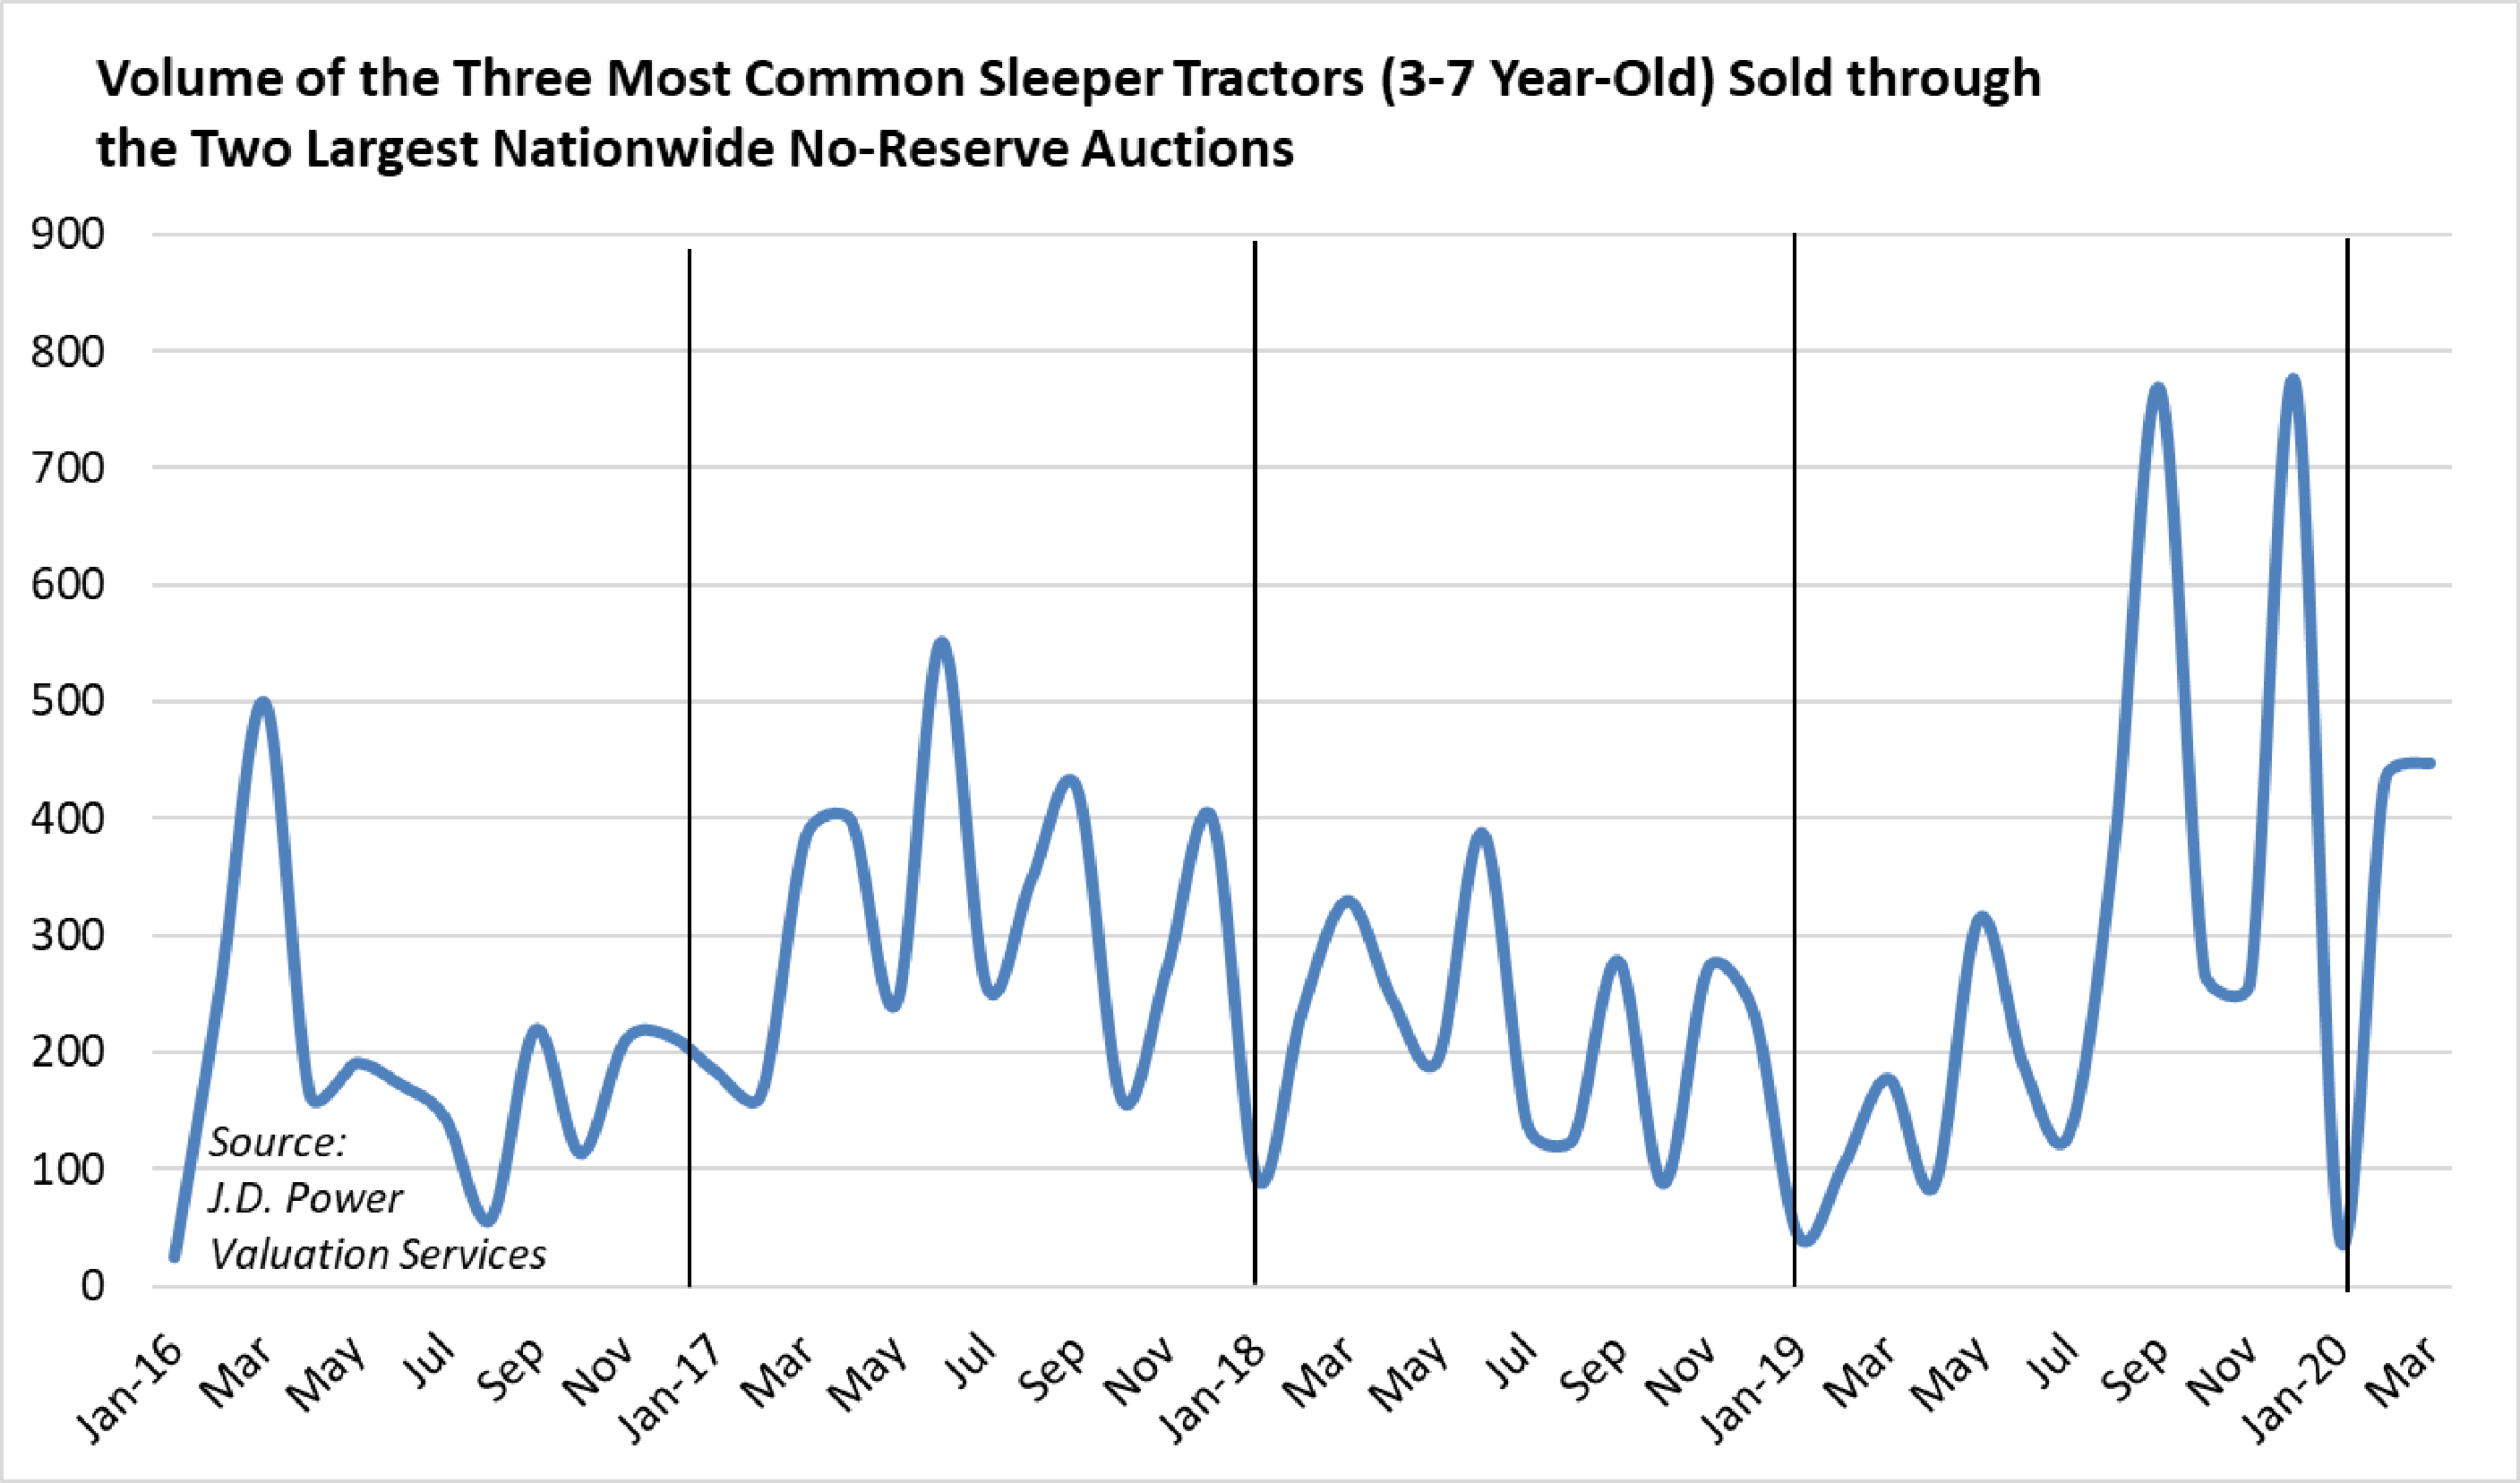 Volume of the Three Most Common Sleeper Tractors (3-7 Year-Old) Sold through
the Two Largest Nationwide No-Reserve Auctions
900
800
700
600
500
400
300
200
100
0
Source:
J.D. Power
Valuation Services
Jan-16
Mar
May
Jul
Sep
Nov
Jan-17
Mar
May
Jul
Sep
Nov
Jan-18
Mar
May
Jul
Sep
Nov
Jan-19
Mar
May
Jul
Sep
Nov
Jan-20
Mar